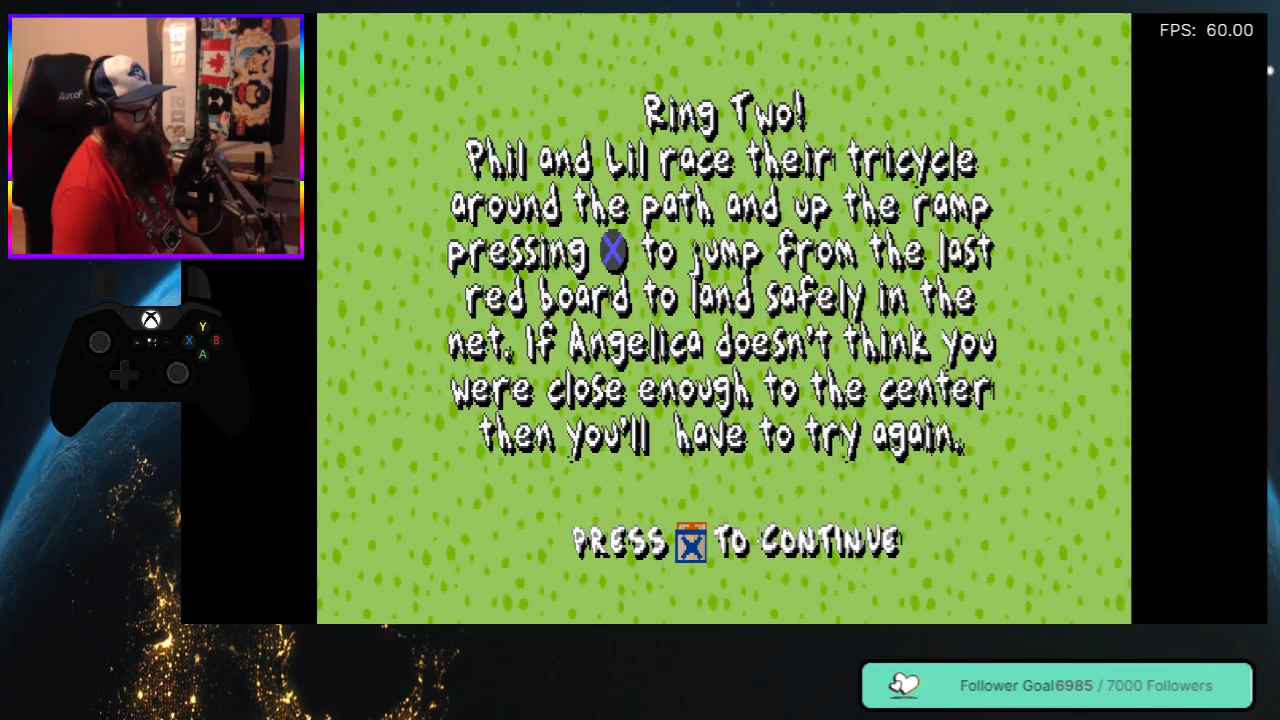 FPS: 60.00
Ring Two!
Phil and Lil race their tricycle
around the path and up the ramp
pressing X to jump from the last
red board to land safely in the
net. If Angelica doesn't think you
were close enough to the center
then you'll have to try again.
PRESS X TO CONTINUE
Y
X B
A
Follower Goal 6985 / 7000 Followers